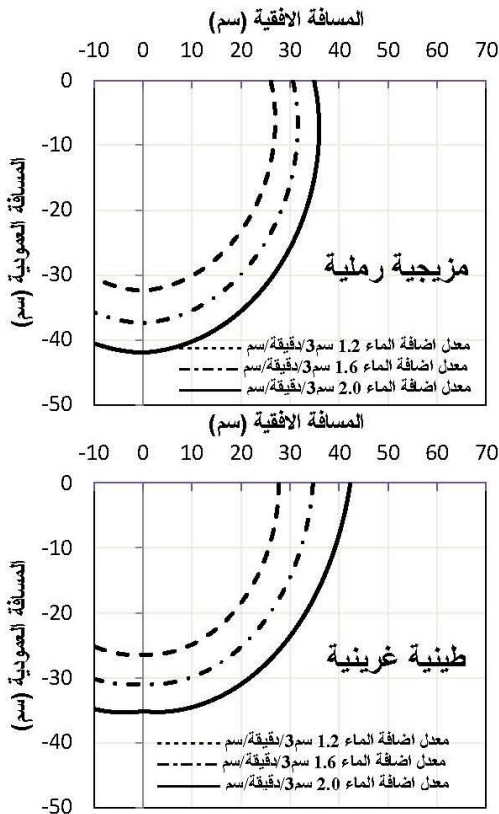 المسافة الافقية (سم)
-10 0 10 20 30 40 50 60 70
0
-10
-20
-30
-40
-50
المسافة العمودية (سم)
مزيجية رملية
معدل اضافة الماء 1.2 سم3/دقيقة/سم
معدل اضافة الماء 1.6 سم3/دقيقة/سم
معدل اضافة الماء 2.0 سم3/دقيقة/سم
المسافة الافقية (سم)
-10 0 10 20 30 40 50 60 70
0
-10
-20
-30
-40
-50
المسافة العمودية (سم)
طينية غرينية
معدل اضافة الماء 1.2 سم3/دقيقة/سم
معدل اضافة الماء 1.6 سم3/دقيقة/سم
معدل اضافة الماء 2.0 سم3/دقيقة/سم